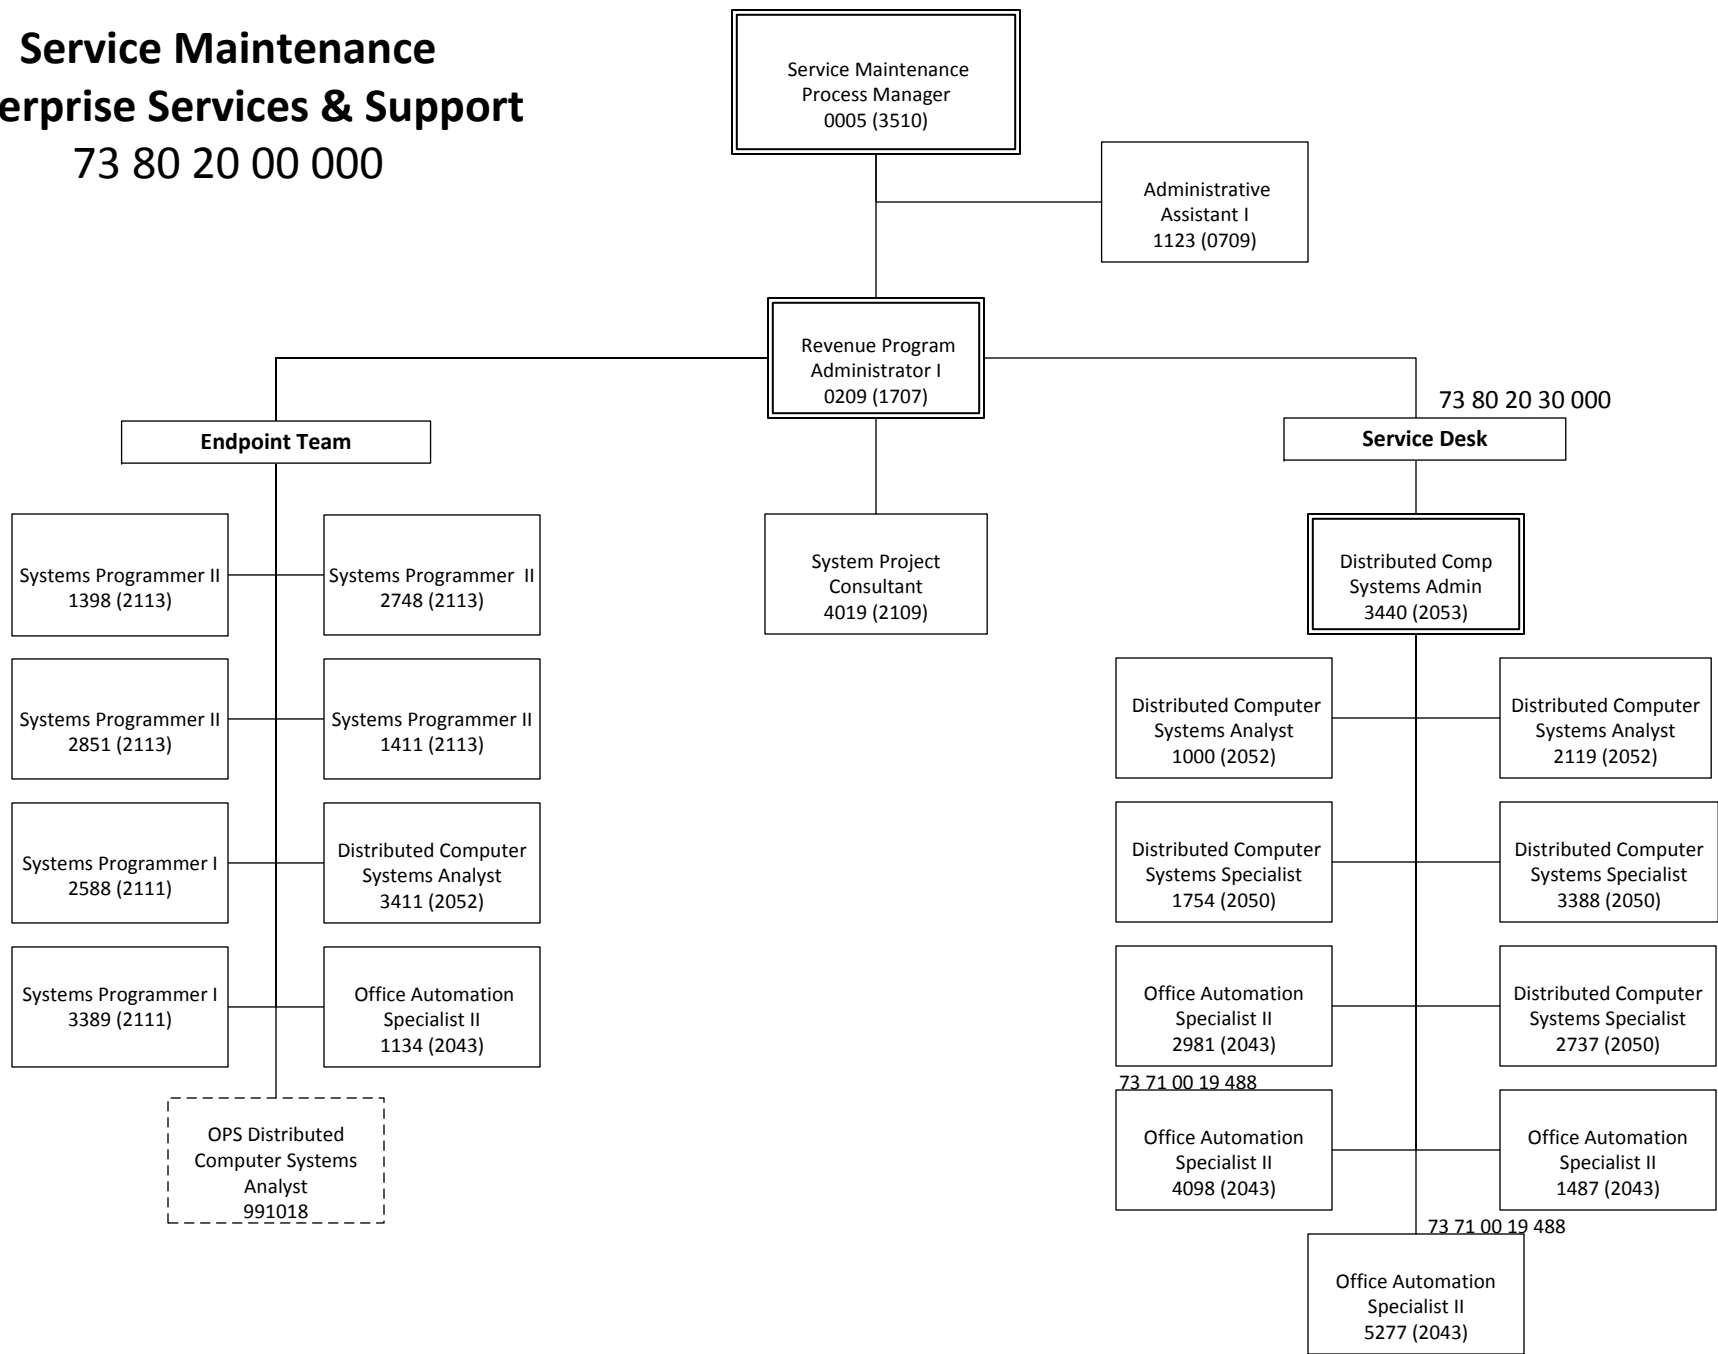 Service Maintenance
erprise Services & Support
73 80 20 00 000
Service Maintenance
Process Manager
0005 (3510)
Administrative
Assistant I
1123 (0709)
Revenue Program
Administrator I
0209 (1707)
Endpoint Team
73 80 20 30 000
Service Desk
Systems Programmer II
1398 (2113)
Systems Programmer II
2748 (2113)
System Project
Consultant
4019 (2109)
Distributed Comp
Systems Admin
3440 (2053)
Systems Programmer II
2851 (2113)
Systems Programmer II
1411 (2113)
Distributed Computer
Systems Analyst
1000 (2052)
Distributed Computer
Systems Analyst
2119 (2052)
Systems Programmer I
2588 (2111)
Distributed Computer
Systems Analyst
3411 (2052)
Distributed Computer
Systems Specialist
1754 (2050)
Distributed Computer
Systems Specialist
3388 (2050)
Systems Programmer I
3389 (2111)
Office Automation
Specialist II
1134 (2043)
Office Automation
Specialist II
2981 (2043)
Distributed Computer
Systems Specialist
2737 (2050)
OPS Distributed
Computer Systems
Analyst
991018
73 71 00 19 488
Office Automation
Specialist II
4098 (2043)
Office Automation
Specialist II
1487 (2043)
73 71 00 19 488
Office Automation
Specialist II
5277 (2043)